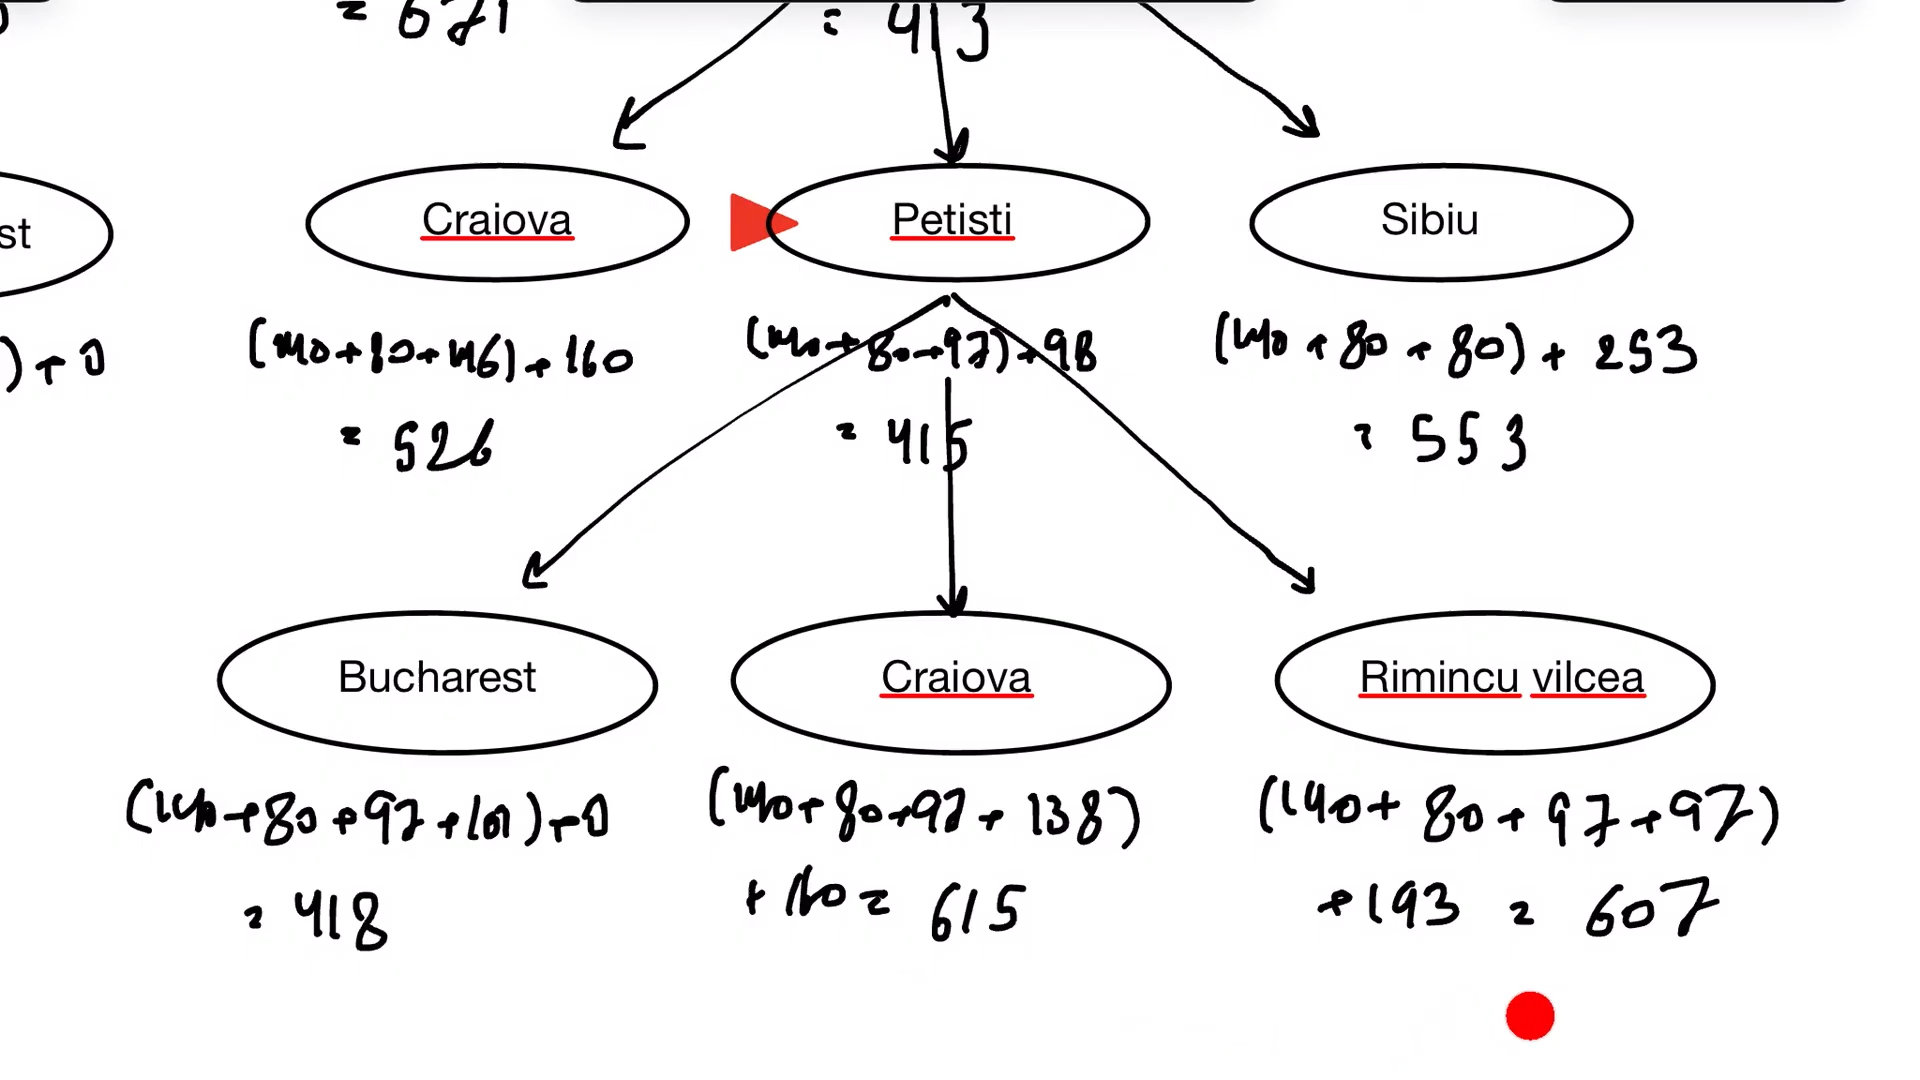 = 671
= 413
st
Craiova
Petisti
Sibiu
) + 0
(140+80+146)+160
(140+80+97)+98
(140+80+80)+253
= 526
= 415
= 553
Bucharest
Craiova
Rimincu vilcea
(140+80+97+101)+0
(140+80+97+138)
(140+80+97+97)
= 418
+160= 615
+193 = 607